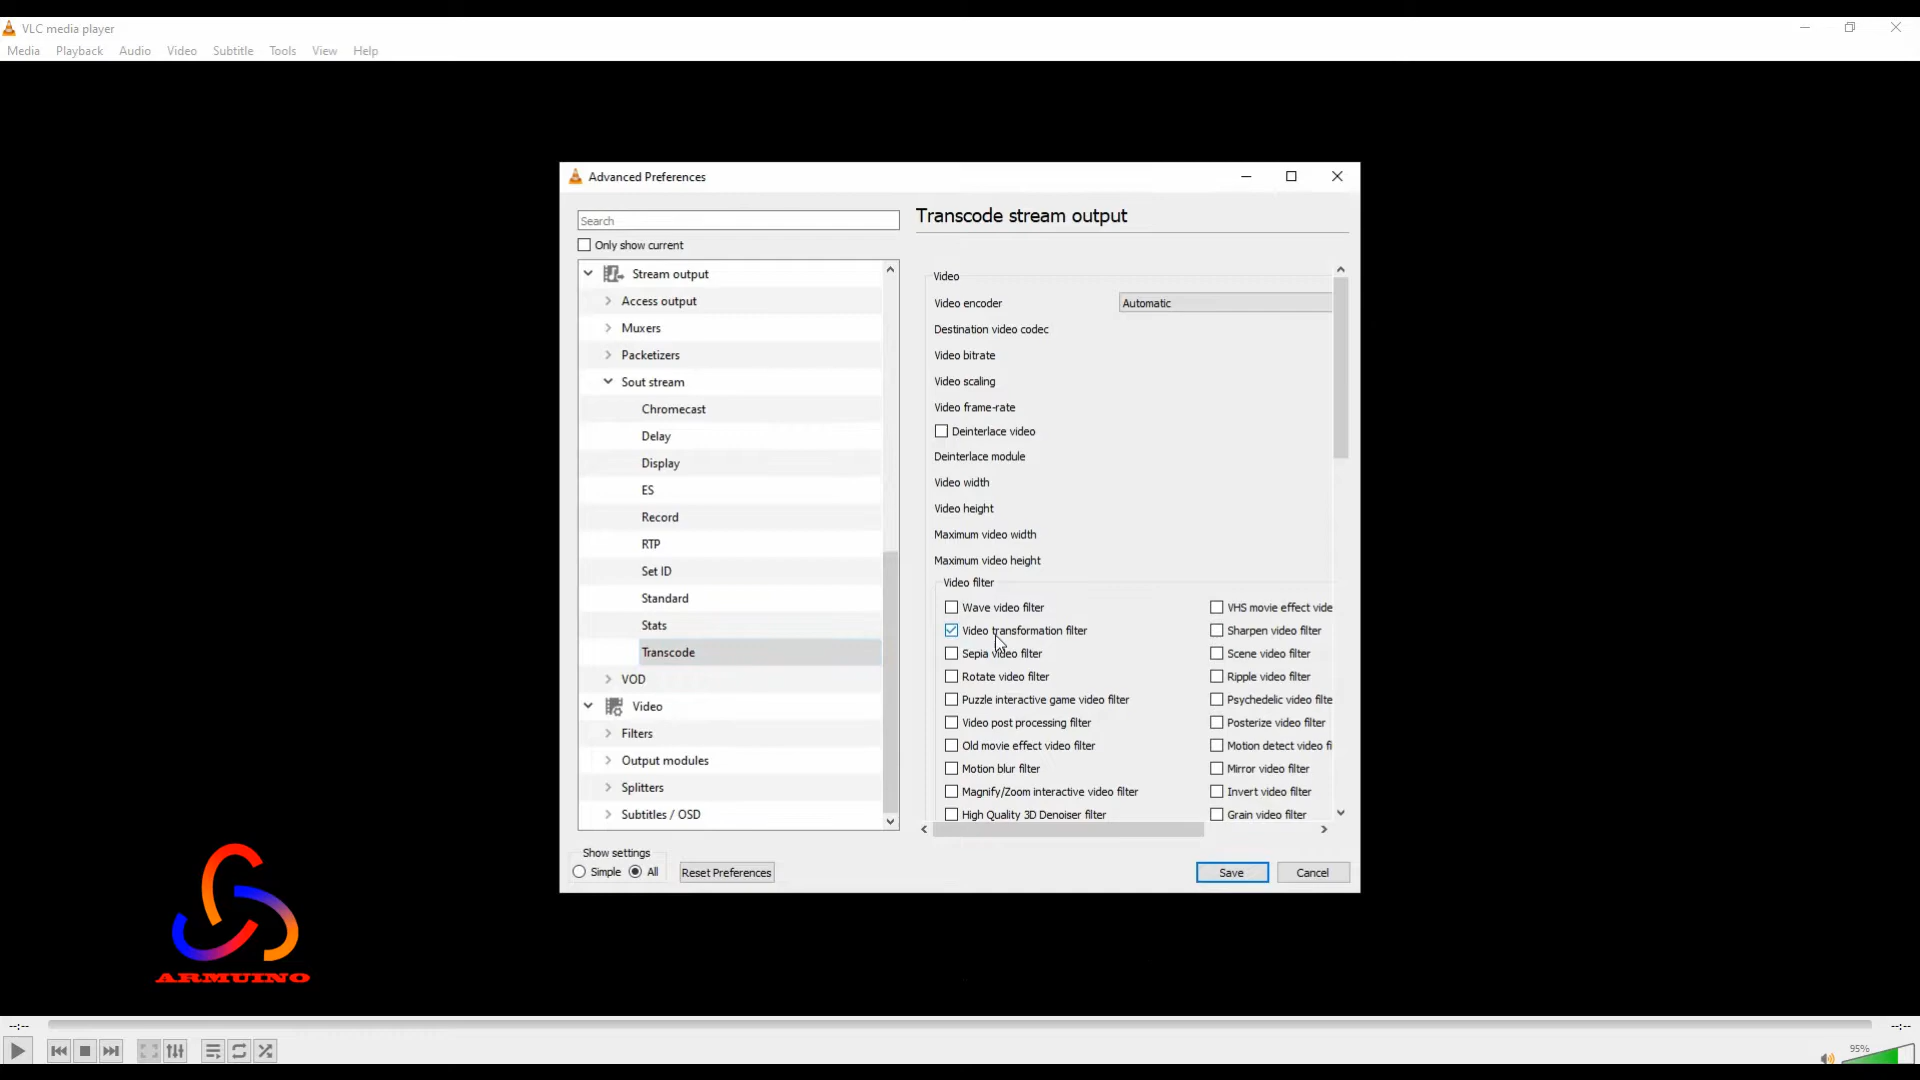 VLC media player
Media Playback Audio Video Subtitle Tools View Help
Advanced Preferences
Search
Only show current
Stream output
Access output
Muxers
Packetizers
Sout stream
Chromecast
Delay
Display
ES
Record
RTP
Set ID
Standard
Stats
Transcode
VOD
Video
Filters
Output modules
Splitters
Subtitles / OSD
Show settings
Simple All
Reset Preferences
Transcode stream output
Video
Video encoder Automatic
Destination video codec
Video bitrate
Video scaling
Video frame-rate
Deinterlace video
Deinterlace module
Video width
Video height
Maximum video width
Maximum video height
Video filter
Wave video filter VHS movie effect vide
Video transformation filter Sharpen video filter
Sepia video filter Scene video filter
Rotate video filter Ripple video filter
Puzzle interactive game video filter Psychedelic video filte
Video post processing filter Posterize video filter
Old movie effect video filter Motion detect video fi
Motion blur filter Mirror video filter
Magnify/Zoom interactive video filter Invert video filter
High Quality 3D Denoiser filter Grain video filter
Save Cancel
ARMUINO
--:-- --:--
95%